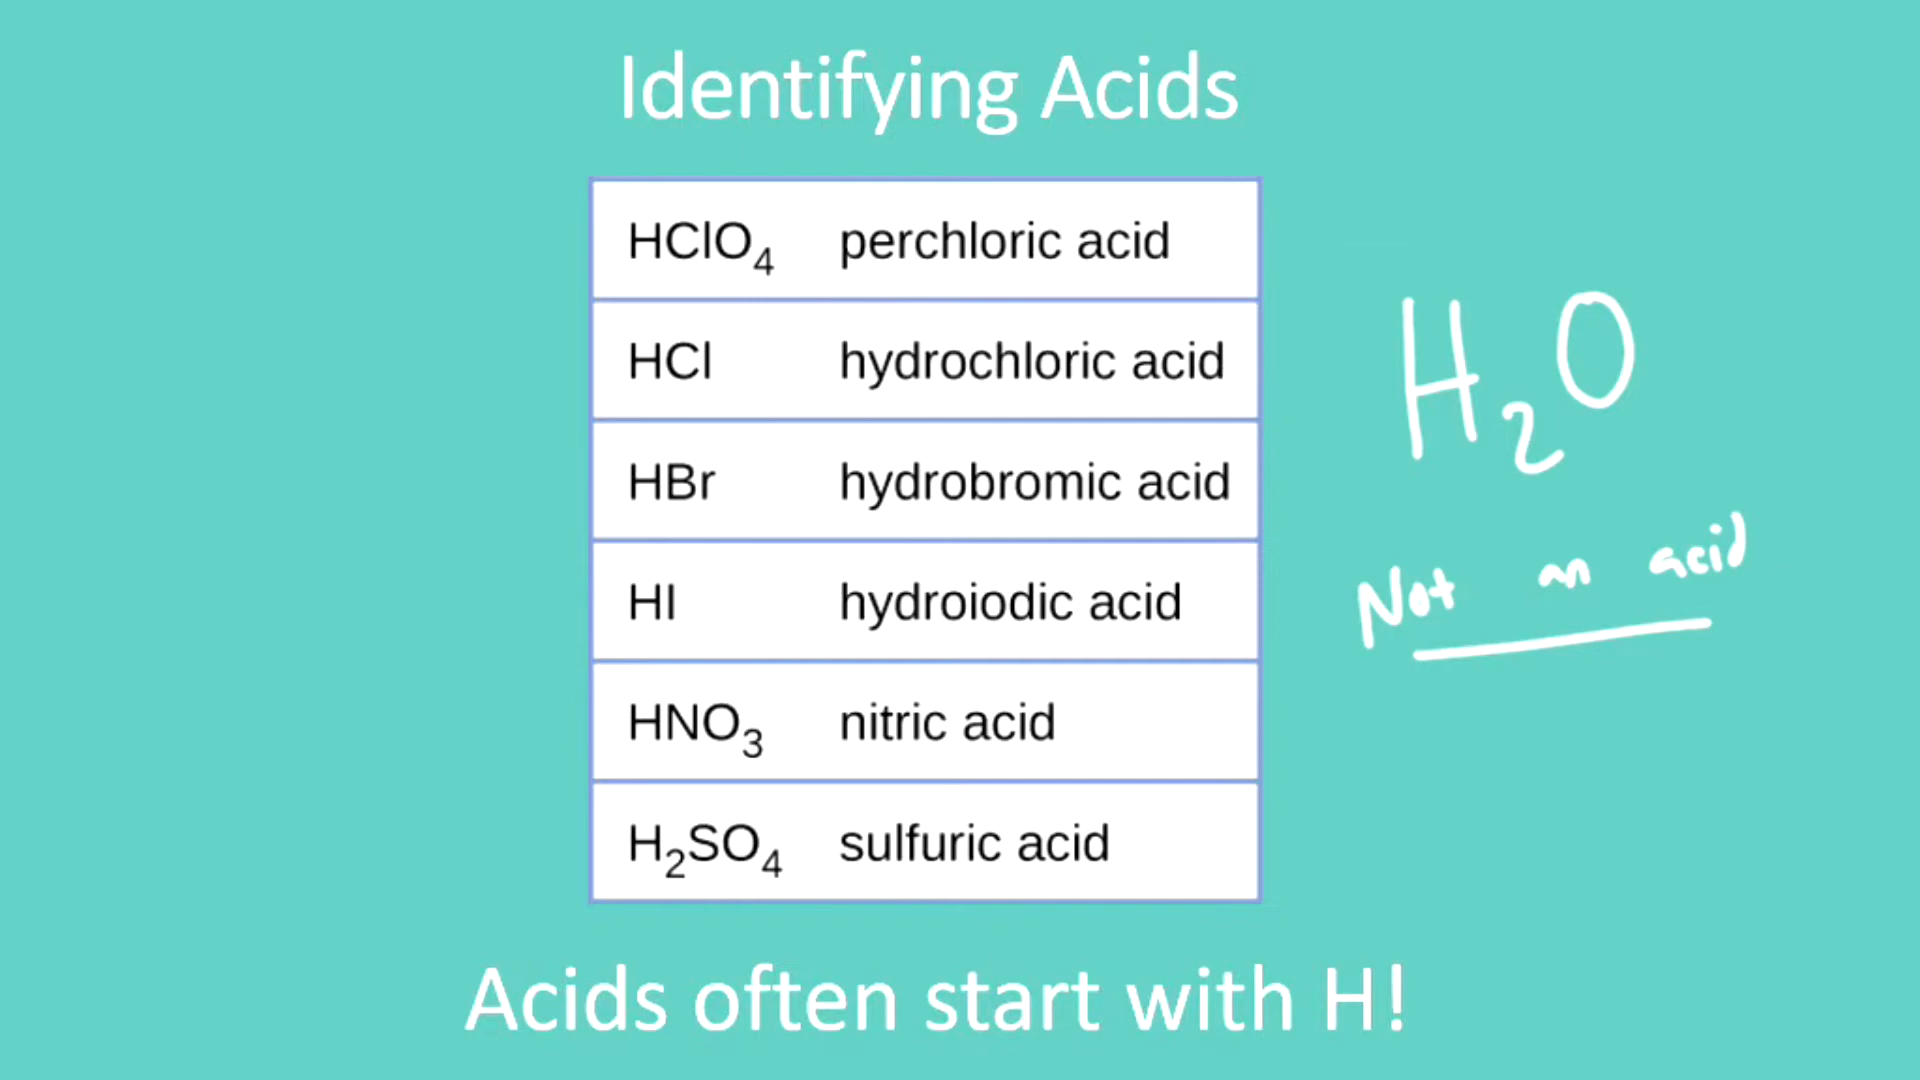 Identifying Acids
HClO₄ perchloric acid
HCl hydrochloric acid
HBr hydrobromic acid
HI hydroiodic acid
HNO₃ nitric acid
H₂SO₄ sulfuric acid
H₂O
Not an acid
Acids often start with H!